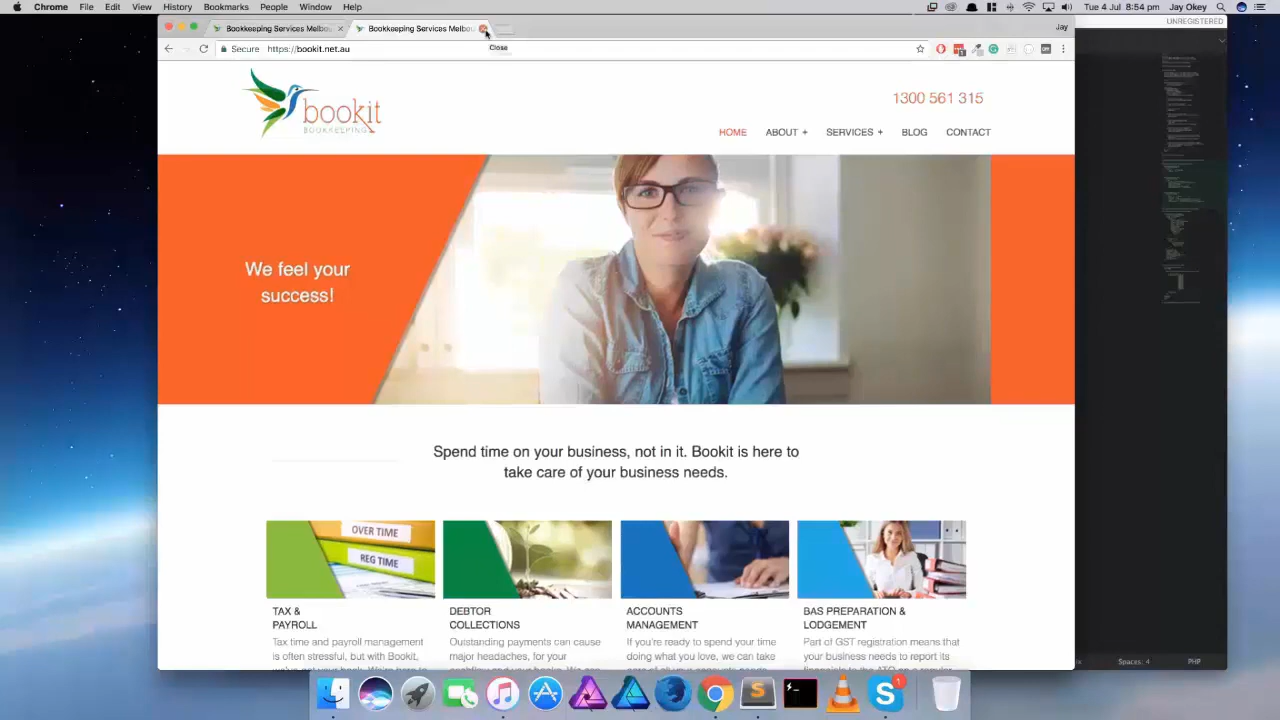 Chrome File Edit View History Bookmarks People Window Help
Tue 4 Jul 8:54 pm Jay Okey
Bookkeeping Services Melbou
Bookkeeping Services Melbou
Jay
UNREGISTERED
Secure https://bookit.net.au
Close
bookit
BOOKKEEPING
1300 561 315
HOME ABOUT + SERVICES + BLOG CONTACT
We feel your
success!
Spend time on your business, not in it. Bookit is here to
take care of your business needs.
OVER TIME
REG TIME
TAX &
PAYROLL
Tax time and payroll management
is often stressful, but with Bookit,
DEBTOR
COLLECTIONS
Outstanding payments can cause
major headaches, for your
ACCOUNTS
MANAGEMENT
If you're ready to spend your time
doing what you love, we can take
BAS PREPARATION &
LODGEMENT
Part of GST registration means that
your business needs to report its
Spaces: 4 PHP
1